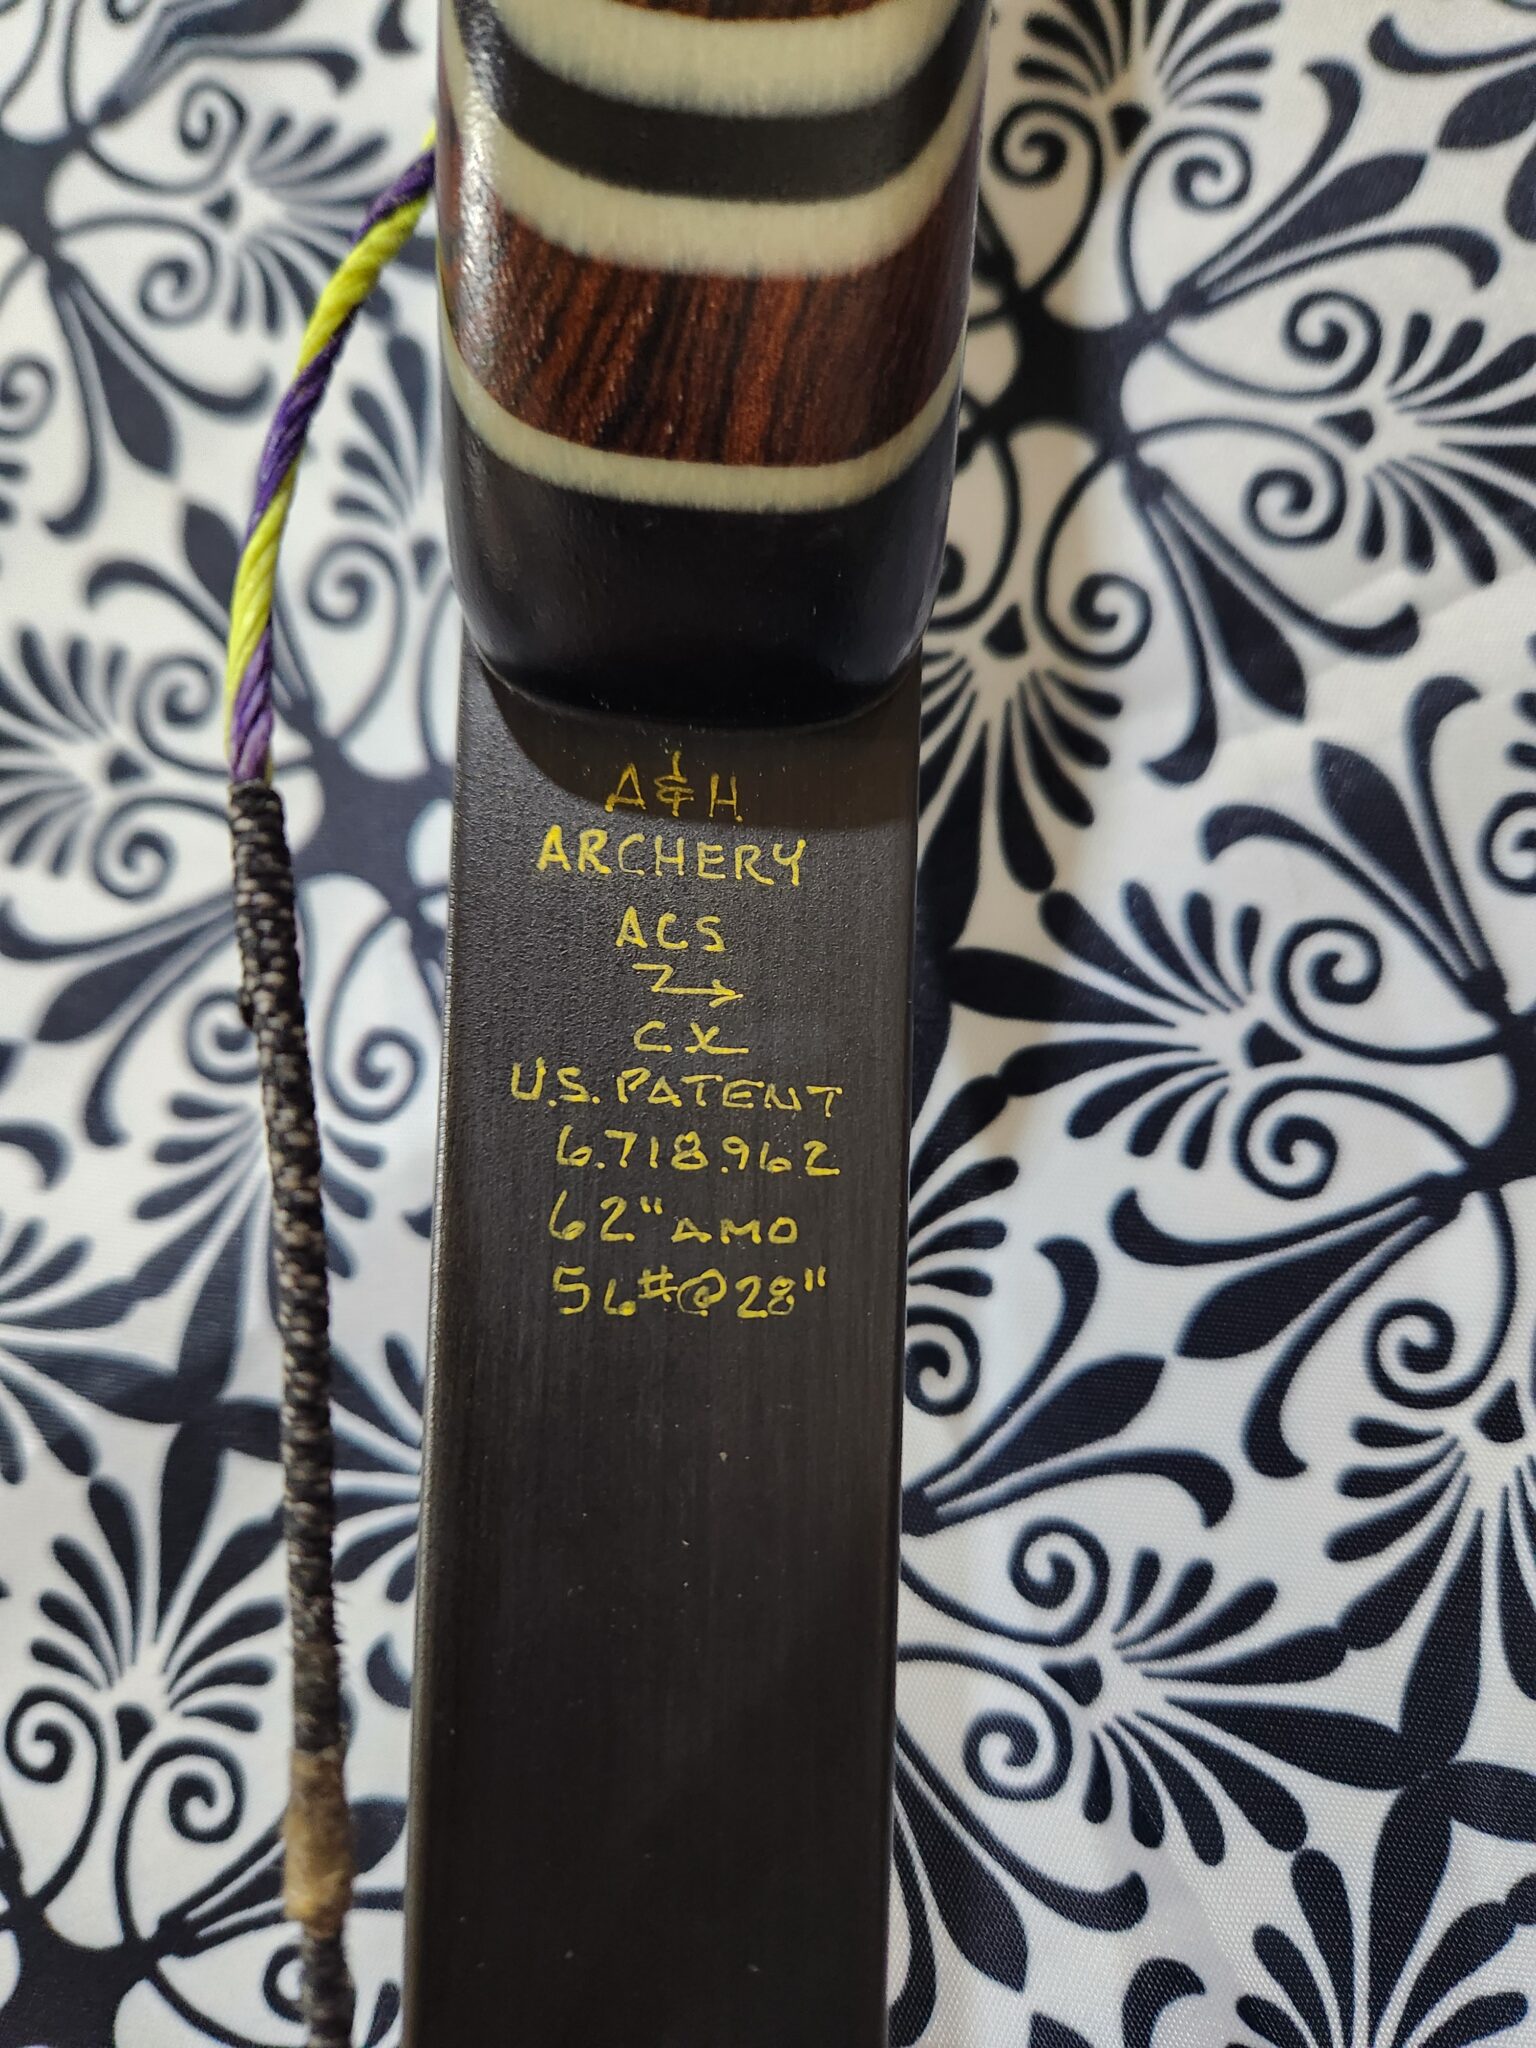 A&H
ARCHERY
ACS
CX
U.S. PATENT
6.718.962
62" AMO
56#@28"